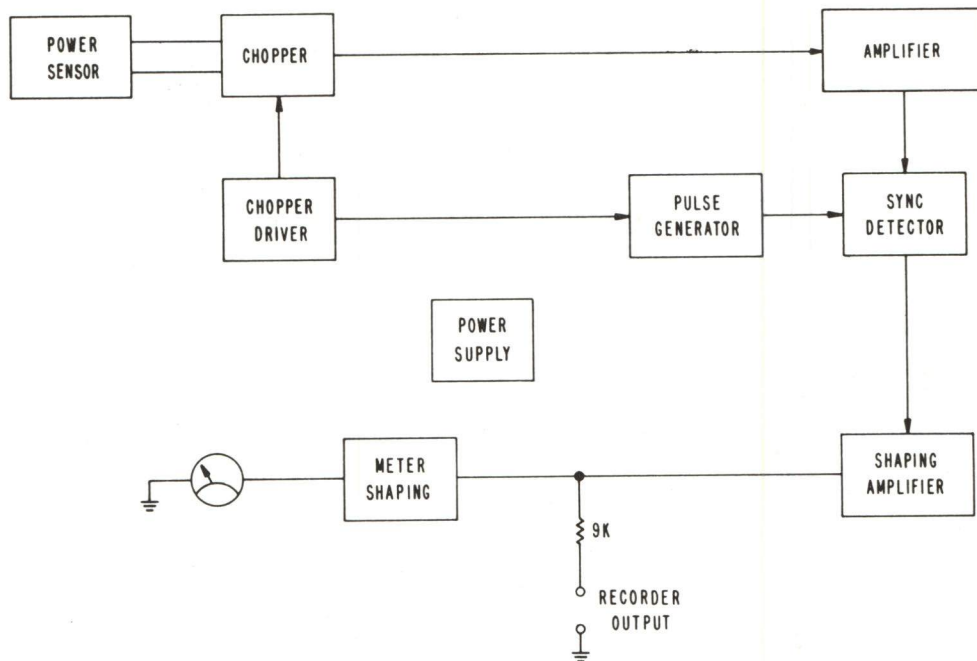 POWER
SENSOR
CHOPPER
AMPLIFIER
CHOPPER
DRIVER
PULSE
GENERATOR
SYNC
DETECTOR
POWER
SUPPLY
METER
SHAPING
SHAPING
AMPLIFIER
9K
RECORDER
OUTPUT